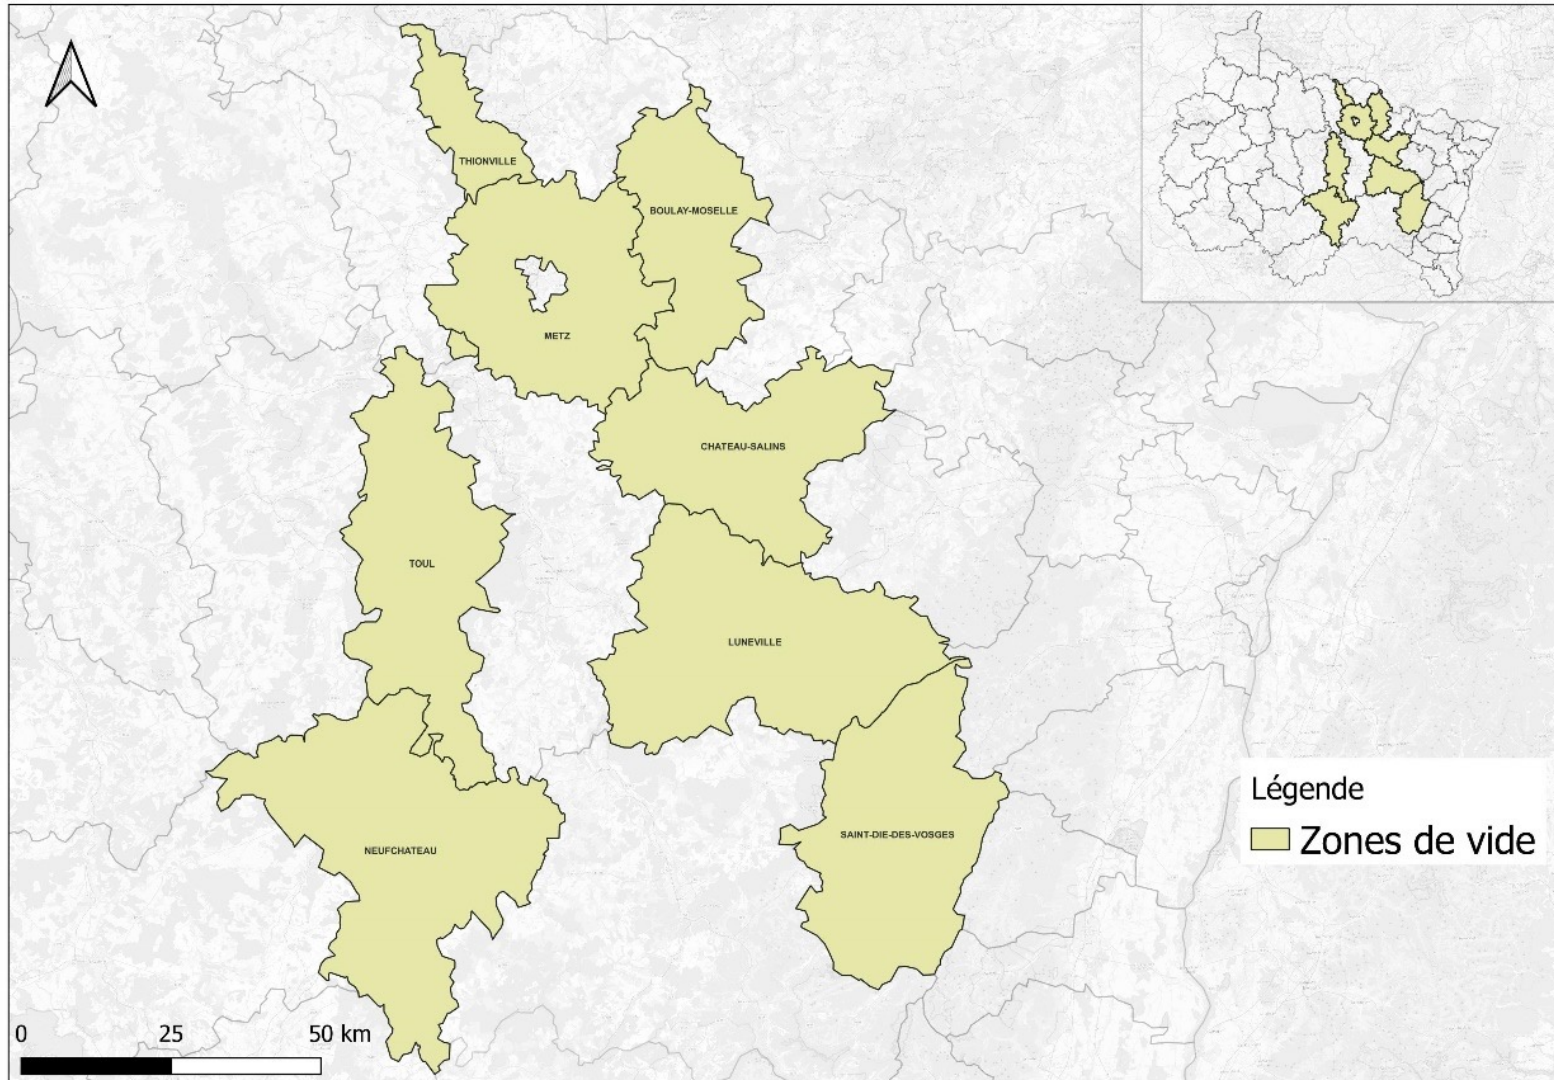 THIONVILLE
BOULAY-MOSELLE
METZ
CHATEAU-SALINS
TOUL
LUNEVILLE
SAINT-DIE-DES-VOSGES
NEUFCHATEAU
Légende
Zones de vide
0 25 50 km